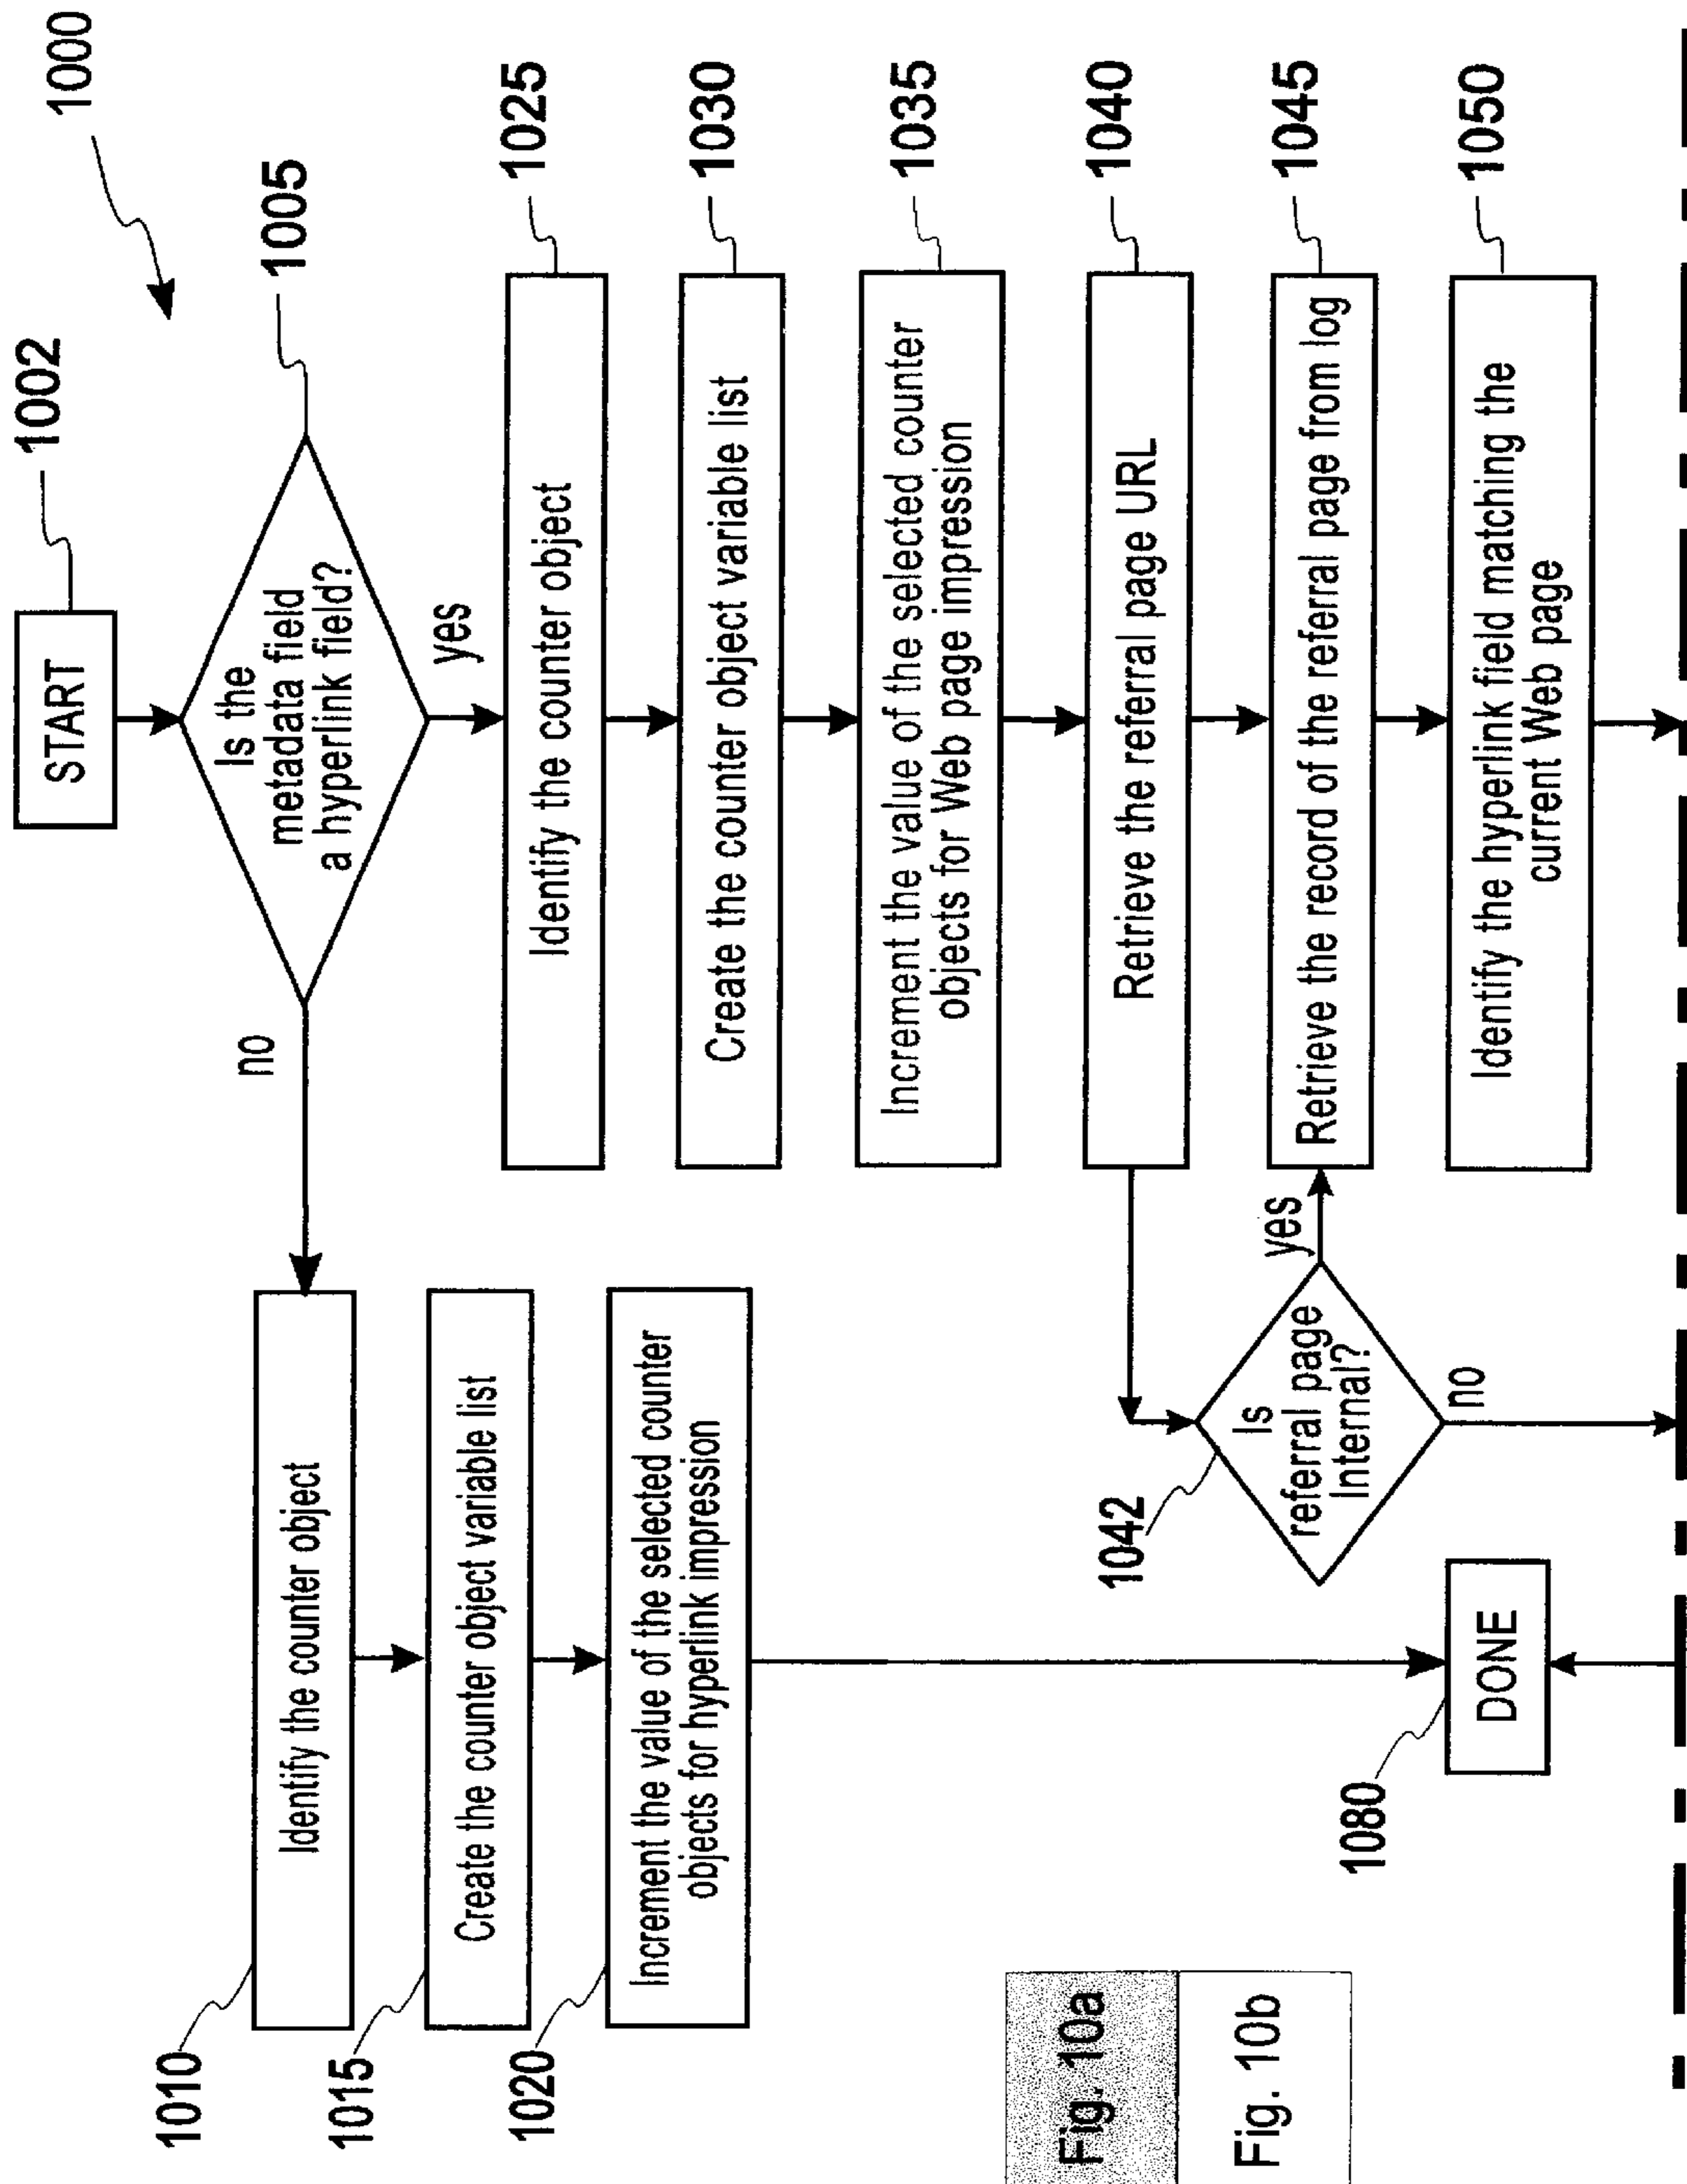 1000
1002
START
1005
Is the
metadata field
a hyperlink field?
no
yes
1010
Identify the counter object
1015
Create the counter object variable list
1020
Increment the value of the selected counter
objects for hyperlink impression
1025
Identify the counter object
1030
Create the counter object variable list
1035
Increment the value of the selected counter
objects for Web page impression
1040
Retrieve the referral page URL
1042
Is
referral page
Internal?
yes
no
1045
Retrieve the record of the referral page from log
1050
Identify the hyperlink field matching the
current Web page
1080
DONE
Fig. 10a
Fig. 10b